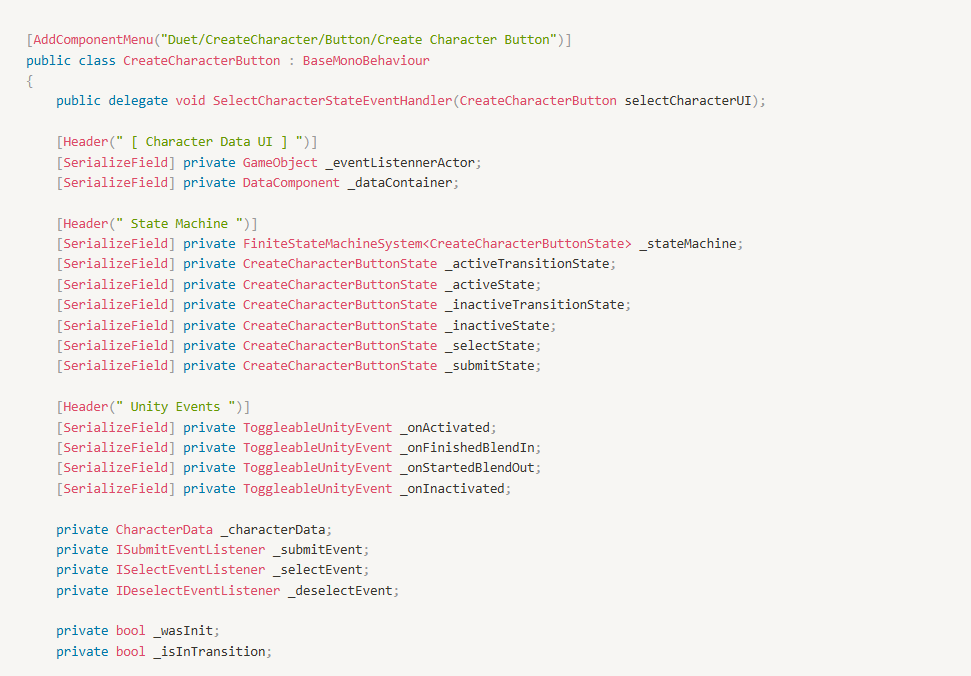 [AddComponentMenu("Duet/CreateCharacter/Button/Create Character Button")]
public class CreateCharacterButton : BaseMonoBehaviour
{
    public delegate void SelectCharacterStateEventHandler(CreateCharacterButton selectCharacterUI);

    [Header(" [ Character Data UI ] ")]
    [SerializeField] private GameObject _eventListennerActor;
    [SerializeField] private DataComponent _dataContainer;

    [Header(" State Machine ")]
    [SerializeField] private FiniteStateMachineSystem<CreateCharacterButtonState> _stateMachine;
    [SerializeField] private CreateCharacterButtonState _activeTransitionState;
    [SerializeField] private CreateCharacterButtonState _activeState;
    [SerializeField] private CreateCharacterButtonState _inactiveTransitionState;
    [SerializeField] private CreateCharacterButtonState _inactiveState;
    [SerializeField] private CreateCharacterButtonState _selectState;
    [SerializeField] private CreateCharacterButtonState _submitState;

    [Header(" Unity Events ")]
    [SerializeField] private ToggleableUnityEvent _onActivated;
    [SerializeField] private ToggleableUnityEvent _onFinishedBlendIn;
    [SerializeField] private ToggleableUnityEvent _onStartedBlendOut;
    [SerializeField] private ToggleableUnityEvent _onInactivated;

    private CharacterData _characterData;
    private ISubmitEventListener _submitEvent;
    private ISelectEventListener _selectEvent;
    private IDeselectEventListener _deselectEvent;

    private bool _wasInit;
    private bool _isInTransition;